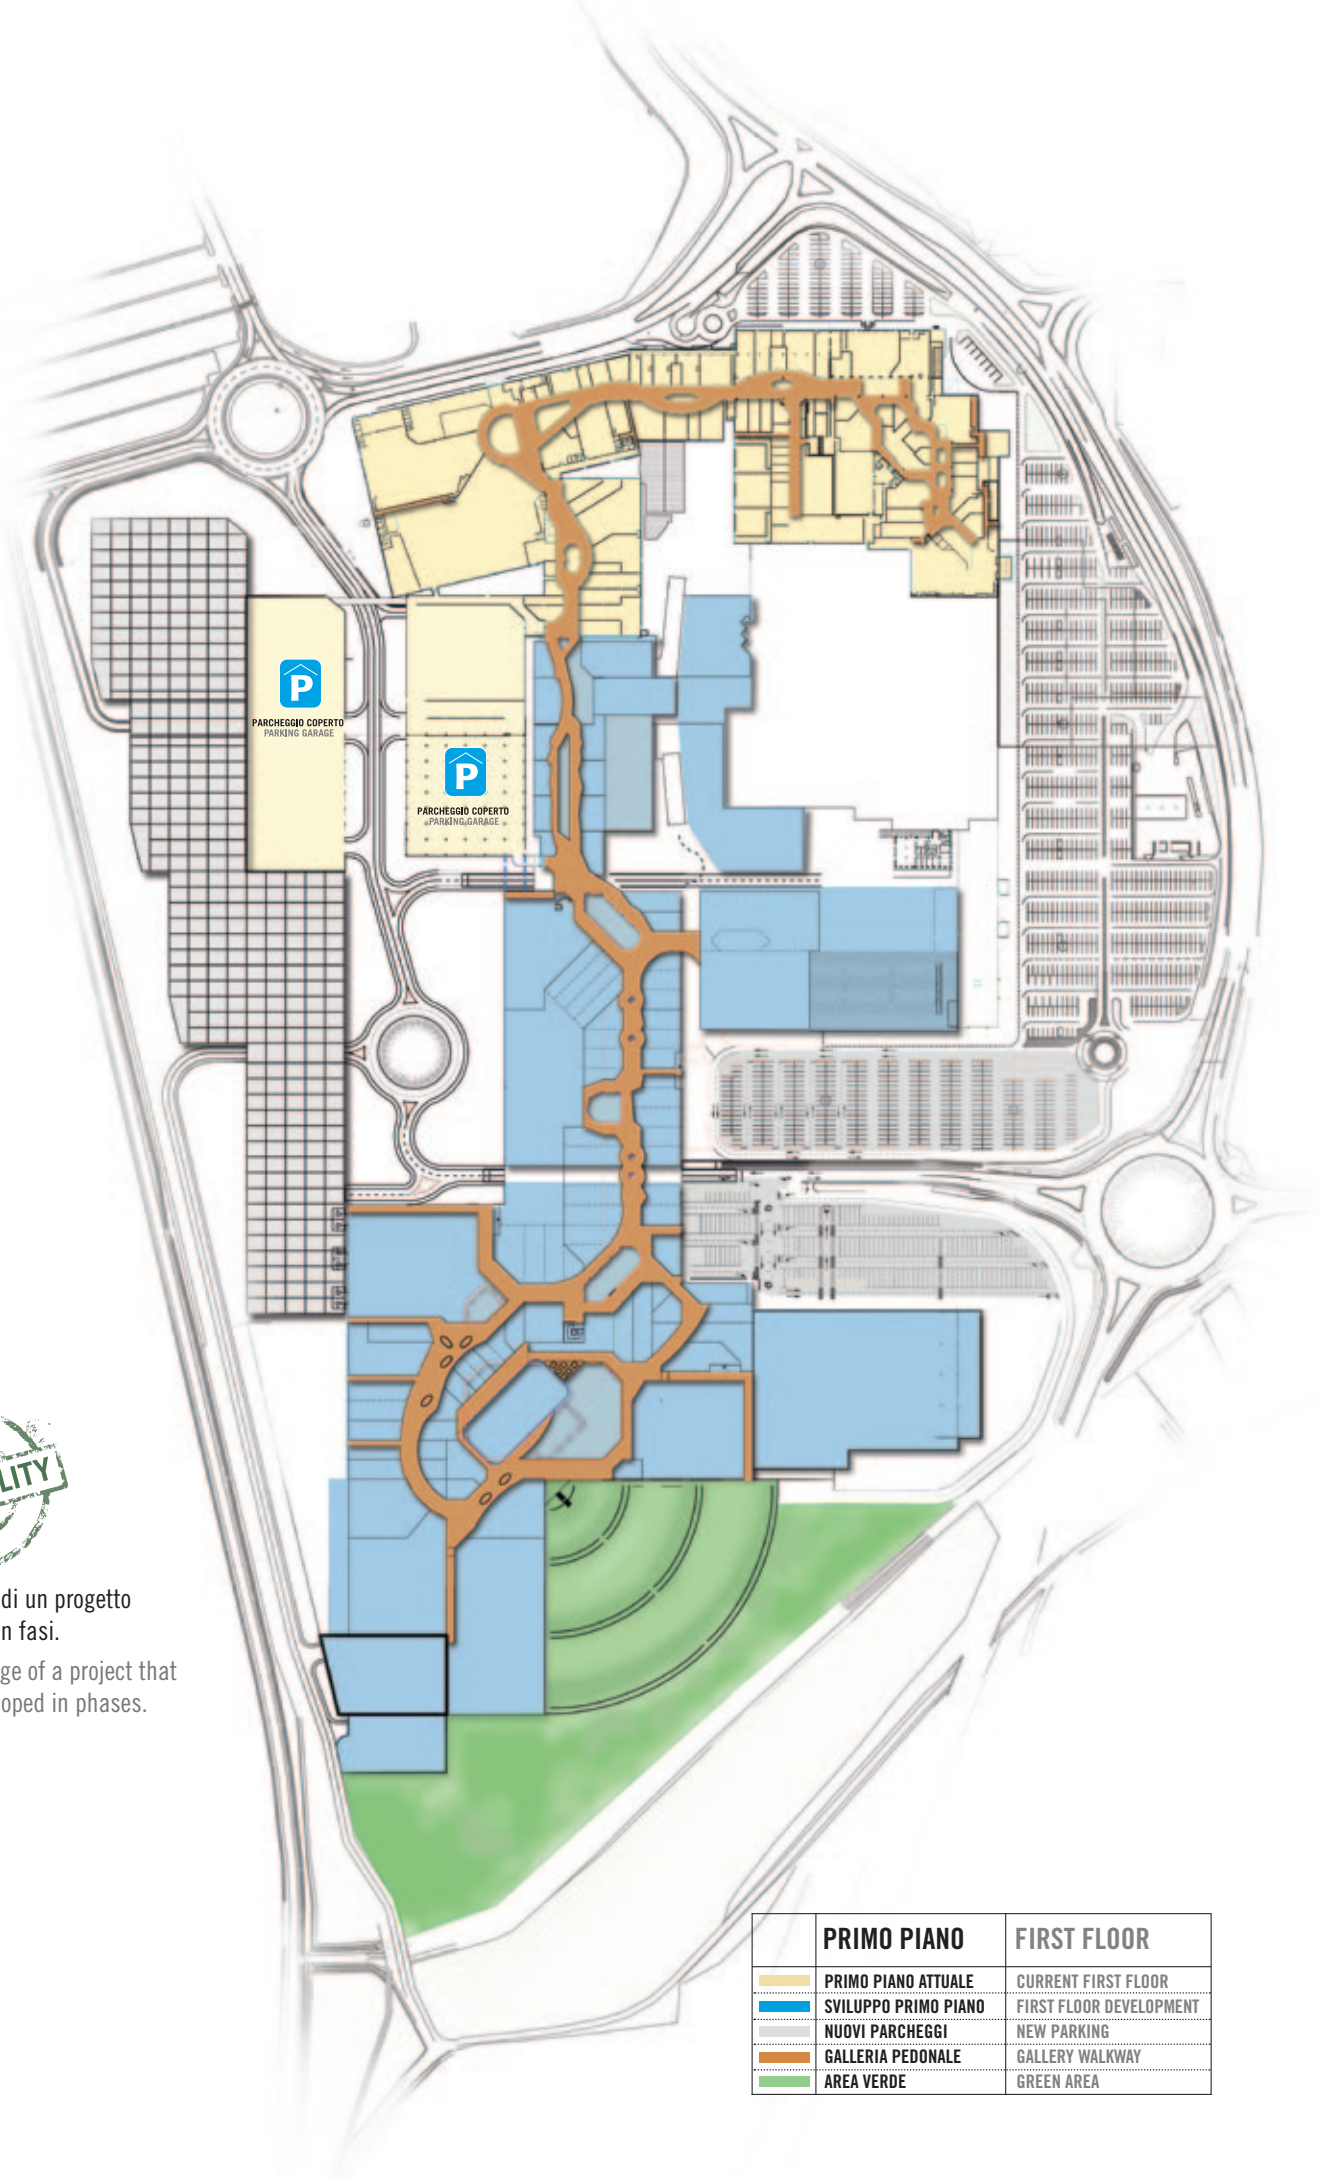 P
PARCHEGGIO COPERTO
PARKING GARAGE
P
PARCHEGGIO COPERTO
PARKING GARAGE
LITY
di un progetto
n fasi.
ge of a project that
oped in phases.
PRIMO PIANO FIRST FLOOR
PRIMO PIANO ATTUALE CURRENT FIRST FLOOR
SVILUPPO PRIMO PIANO FIRST FLOOR DEVELOPMENT
NUOVI PARCHEGGI NEW PARKING
GALLERIA PEDONALE GALLERY WALKWAY
AREA VERDE GREEN AREA